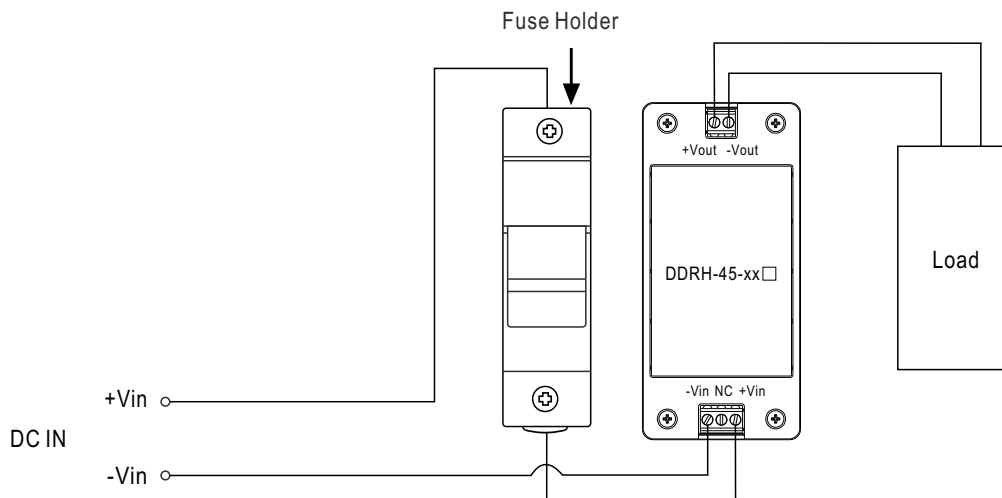 Fuse Holder
+Vout -Vout
DDRH-45-xx□
Load
-Vin NC +Vin
+Vin
DC IN
-Vin